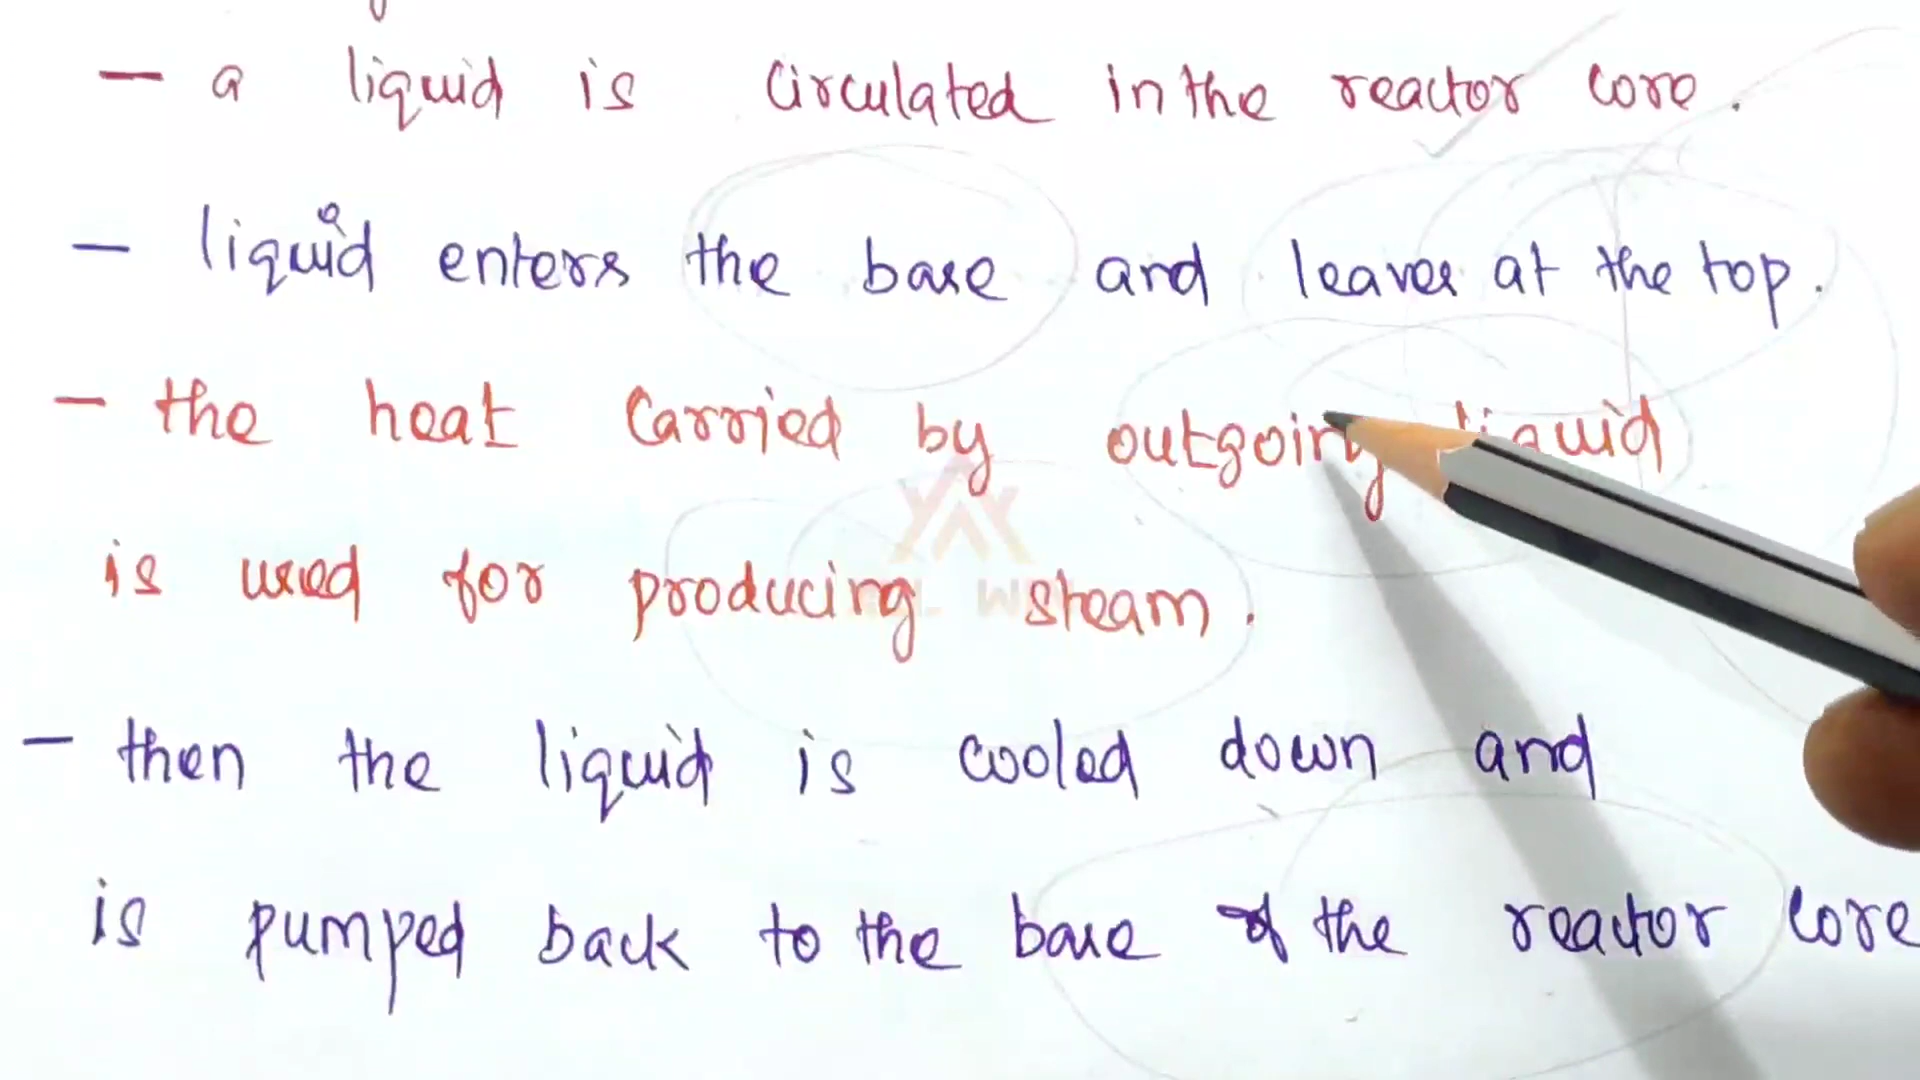 - a liquid is circulated in the reactor core.
- liquid enters the base and leaves at the top.
- the heat carried by outgoing liquid
is used for producing steam.
- then the liquid is cooled down and
is pumped back to the base of the reactor core